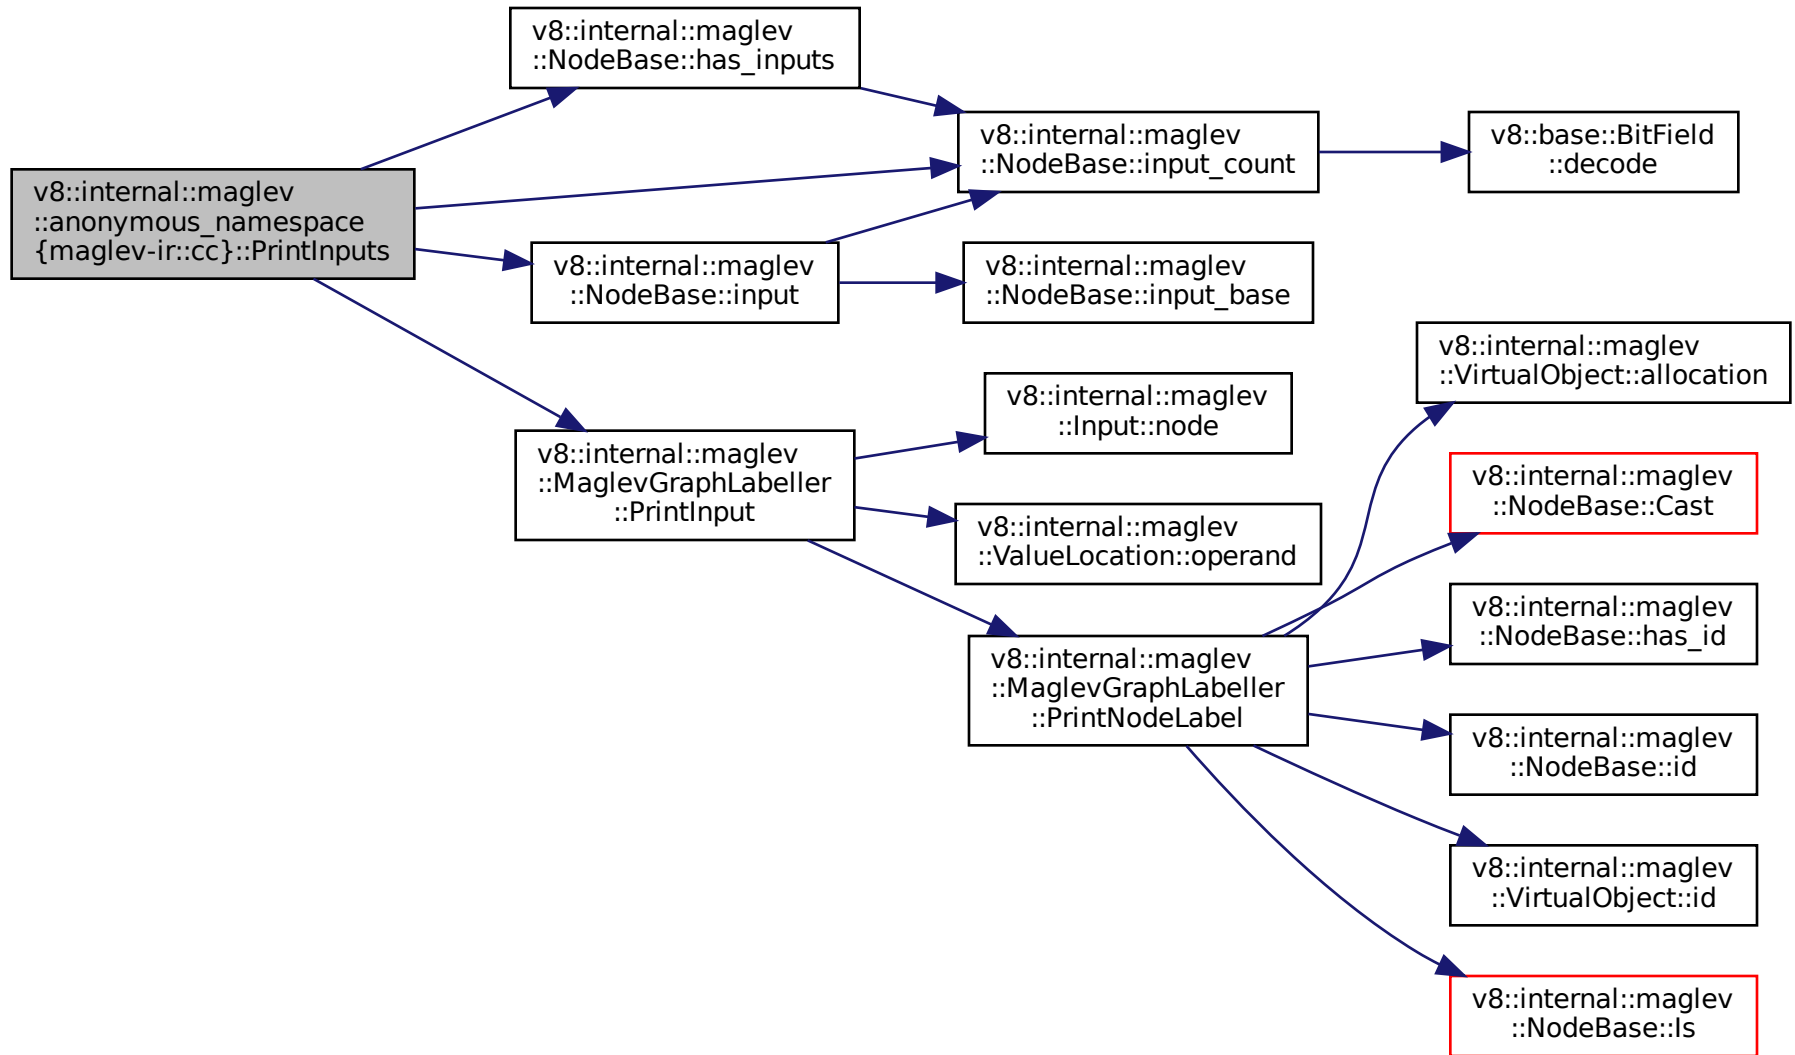 v8::internal::maglev
::NodeBase::has_inputs
v8::internal::maglev
::NodeBase::input_count
v8::base::BitField
::decode
v8::internal::maglev
::anonymous_namespace
{maglev-ir::cc}::PrintInputs
v8::internal::maglev
::NodeBase::input
v8::internal::maglev
::NodeBase::input_base
v8::internal::maglev
::VirtualObject::allocation
v8::internal::maglev
::Input::node
v8::internal::maglev
::MaglevGraphLabeller
::PrintInput
v8::internal::maglev
::NodeBase::Cast
v8::internal::maglev
::ValueLocation::operand
v8::internal::maglev
::NodeBase::has_id
v8::internal::maglev
::MaglevGraphLabeller
::PrintNodeLabel
v8::internal::maglev
::NodeBase::id
v8::internal::maglev
::VirtualObject::id
v8::internal::maglev
::NodeBase::Is